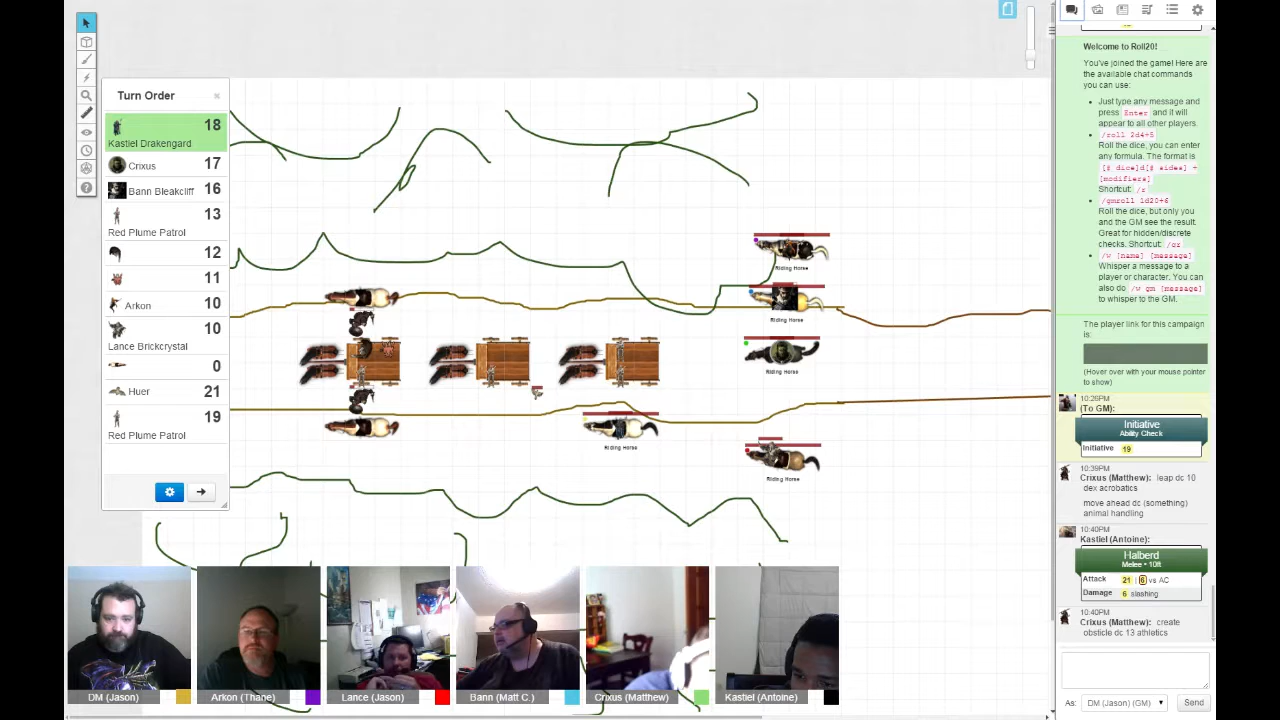 Turn Order ×
18
Kastiel Drakengard
Crixus 17
Bann Bleakcliff 16
13
Red Plume Patrol
12
11
Arkon 10
10
Lance Brickcrystal
0
Huer 21
19
Red Plume Patrol
Riding Horse
Riding Horse
Riding Horse
Riding Horse
Riding Horse
DM (Jason)
Arkon (Thane)
Lance (Jason)
Bann (Matt C.)
Crixus (Matthew)
Kastiel (Antoine)
Welcome to Roll20!
You've joined the game! Here are
the available chat commands
you can use:
• Just type any message and
press Enter and it will
appear to all other players.
• /roll 2d4+5
Roll the dice, you can enter
any formula. The format is
[# dice]d[# sides] +
[modifiers]
Shortcut: /r
• /gmroll 1d20+6
Roll the dice, but only you
and the GM see the result.
Great for hidden/discrete
checks. Shortcut: /gr
• /w [name] [message]
Whisper a message to a
player or character. You can
also do /w gm [message]
to whisper to the GM.
The player link for this campaign
is:
(Hover over with your mouse pointer
to show)
10:26PM
(To GM):
Initiative
Ability Check
Initiative 19
10:39PM
Crixus (Matthew): leap dc 10
dex acrobatics
move ahead dc (something)
animal handling
10:40PM
Kastiel (Antoine):
Halberd
Melee • 10ft
Attack 21 | 6 vs AC
Damage 6 slashing
10:40PM
Crixus (Matthew): create
obsticle dc 13 athletics
As: DM (Jason) (GM) Send